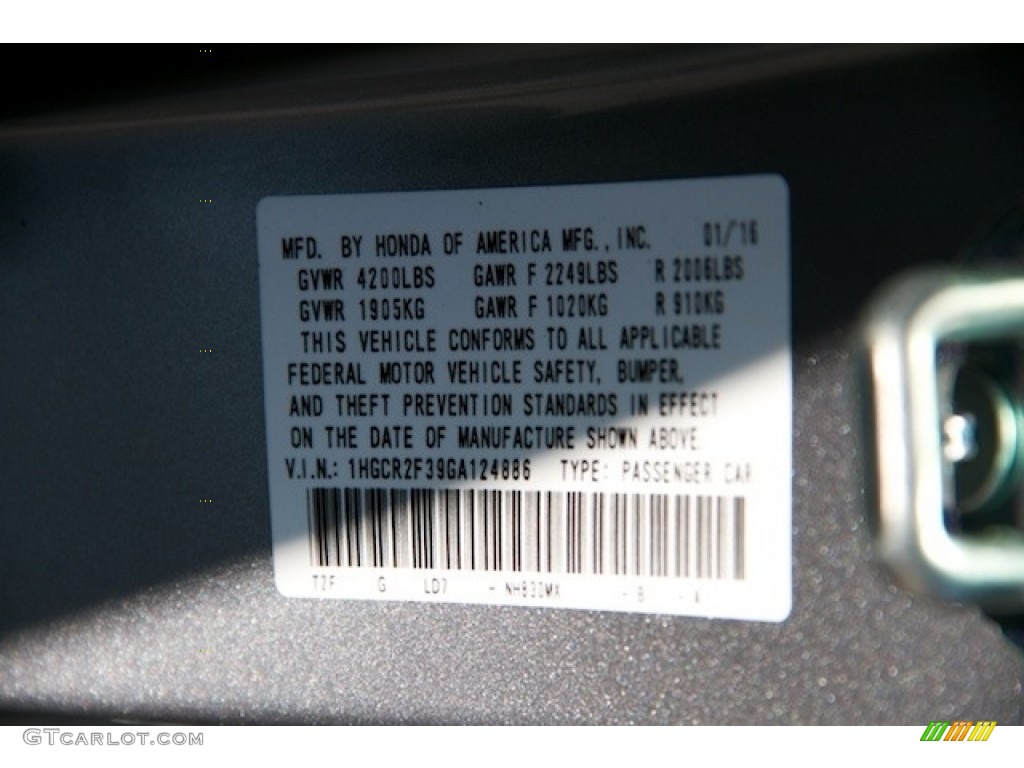 MFD. BY HONDA OF AMERICA MFG., INC. 01/'16
GVWR 4200LBS GAWR F 2249LBS R 2006LBS
GVWR 1905KG GAWR F 1020KG R 910KG
THIS VEHICLE CONFORMS TO ALL APPLICABLE
FEDERAL MOTOR VEHICLE SAFETY, BUMPER,
AND THEFT PREVENTION STANDARDS IN EFFECT
ON THE DATE OF MANUFACTURE SHOWN ABOVE.
V.I.N.: 1HGCR2F39GA124886 TYPE: PASSENGER CAR
T2F G LD7 - NH830MX - B - A
GTCarlot.com